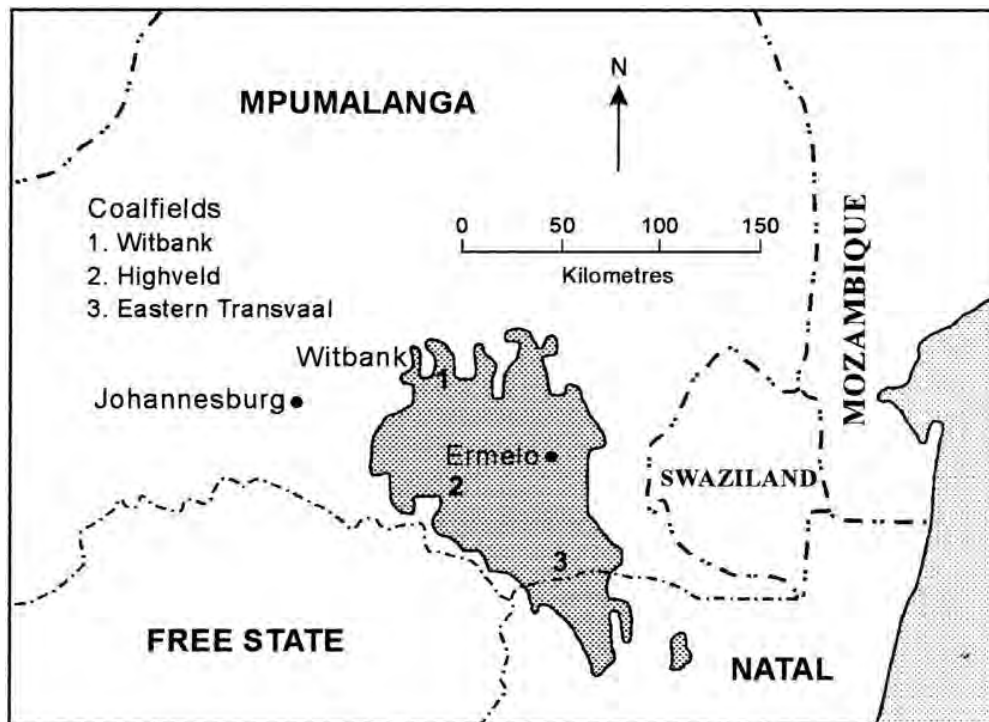 MPUMALANGA
N
Coalfields
1. Witbank
2. Highveld
3. Eastern Transvaal
0 50 100 150
Kilometres
MOZAMBIQUE
Witbank
1
Johannesburg
Ermelo
2
SWAZILAND
3
FREE STATE
NATAL